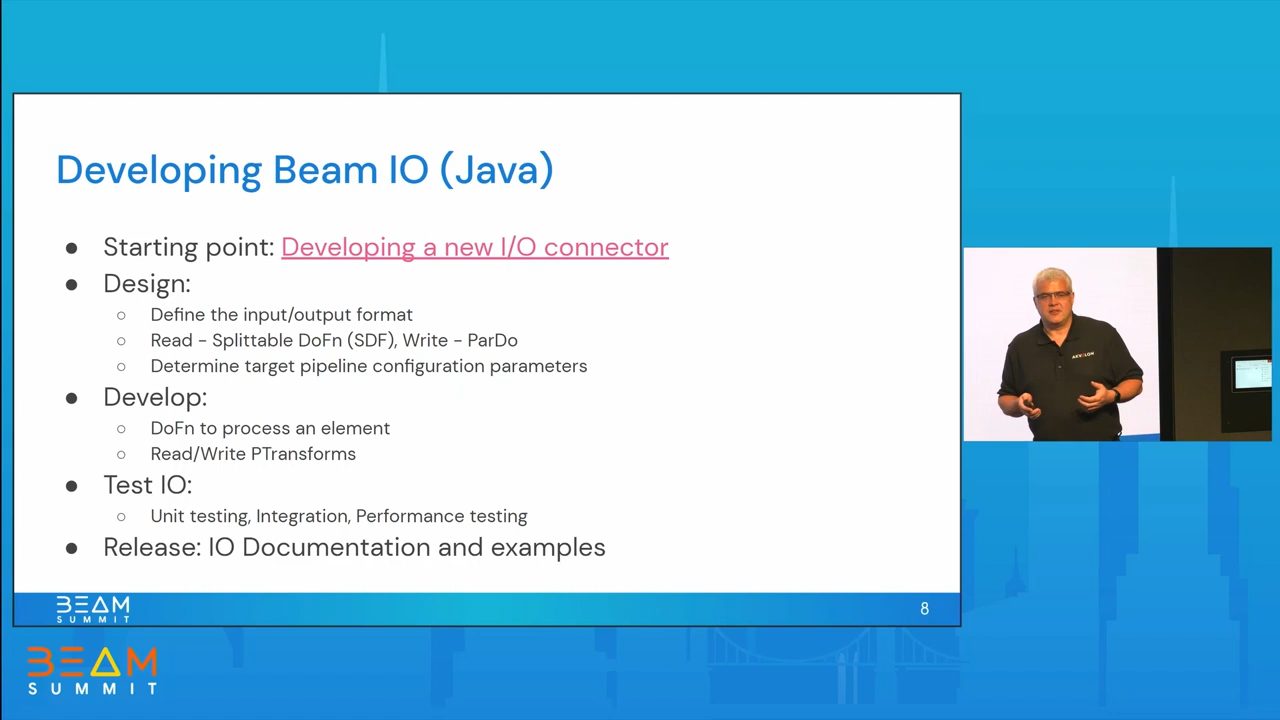 Developing Beam IO (Java)
● Starting point: Developing a new I/O connector
● Design:
○ Define the input/output format
○ Read - Splittable DoFn (SDF), Write - ParDo
○ Determine target pipeline configuration parameters
● Develop:
○ DoFn to process an element
○ Read/Write PTransforms
● Test IO:
○ Unit testing, Integration, Performance testing
● Release: IO Documentation and examples
BEAM
SUMMIT
8
AKVELON
BEAM
SUMMIT